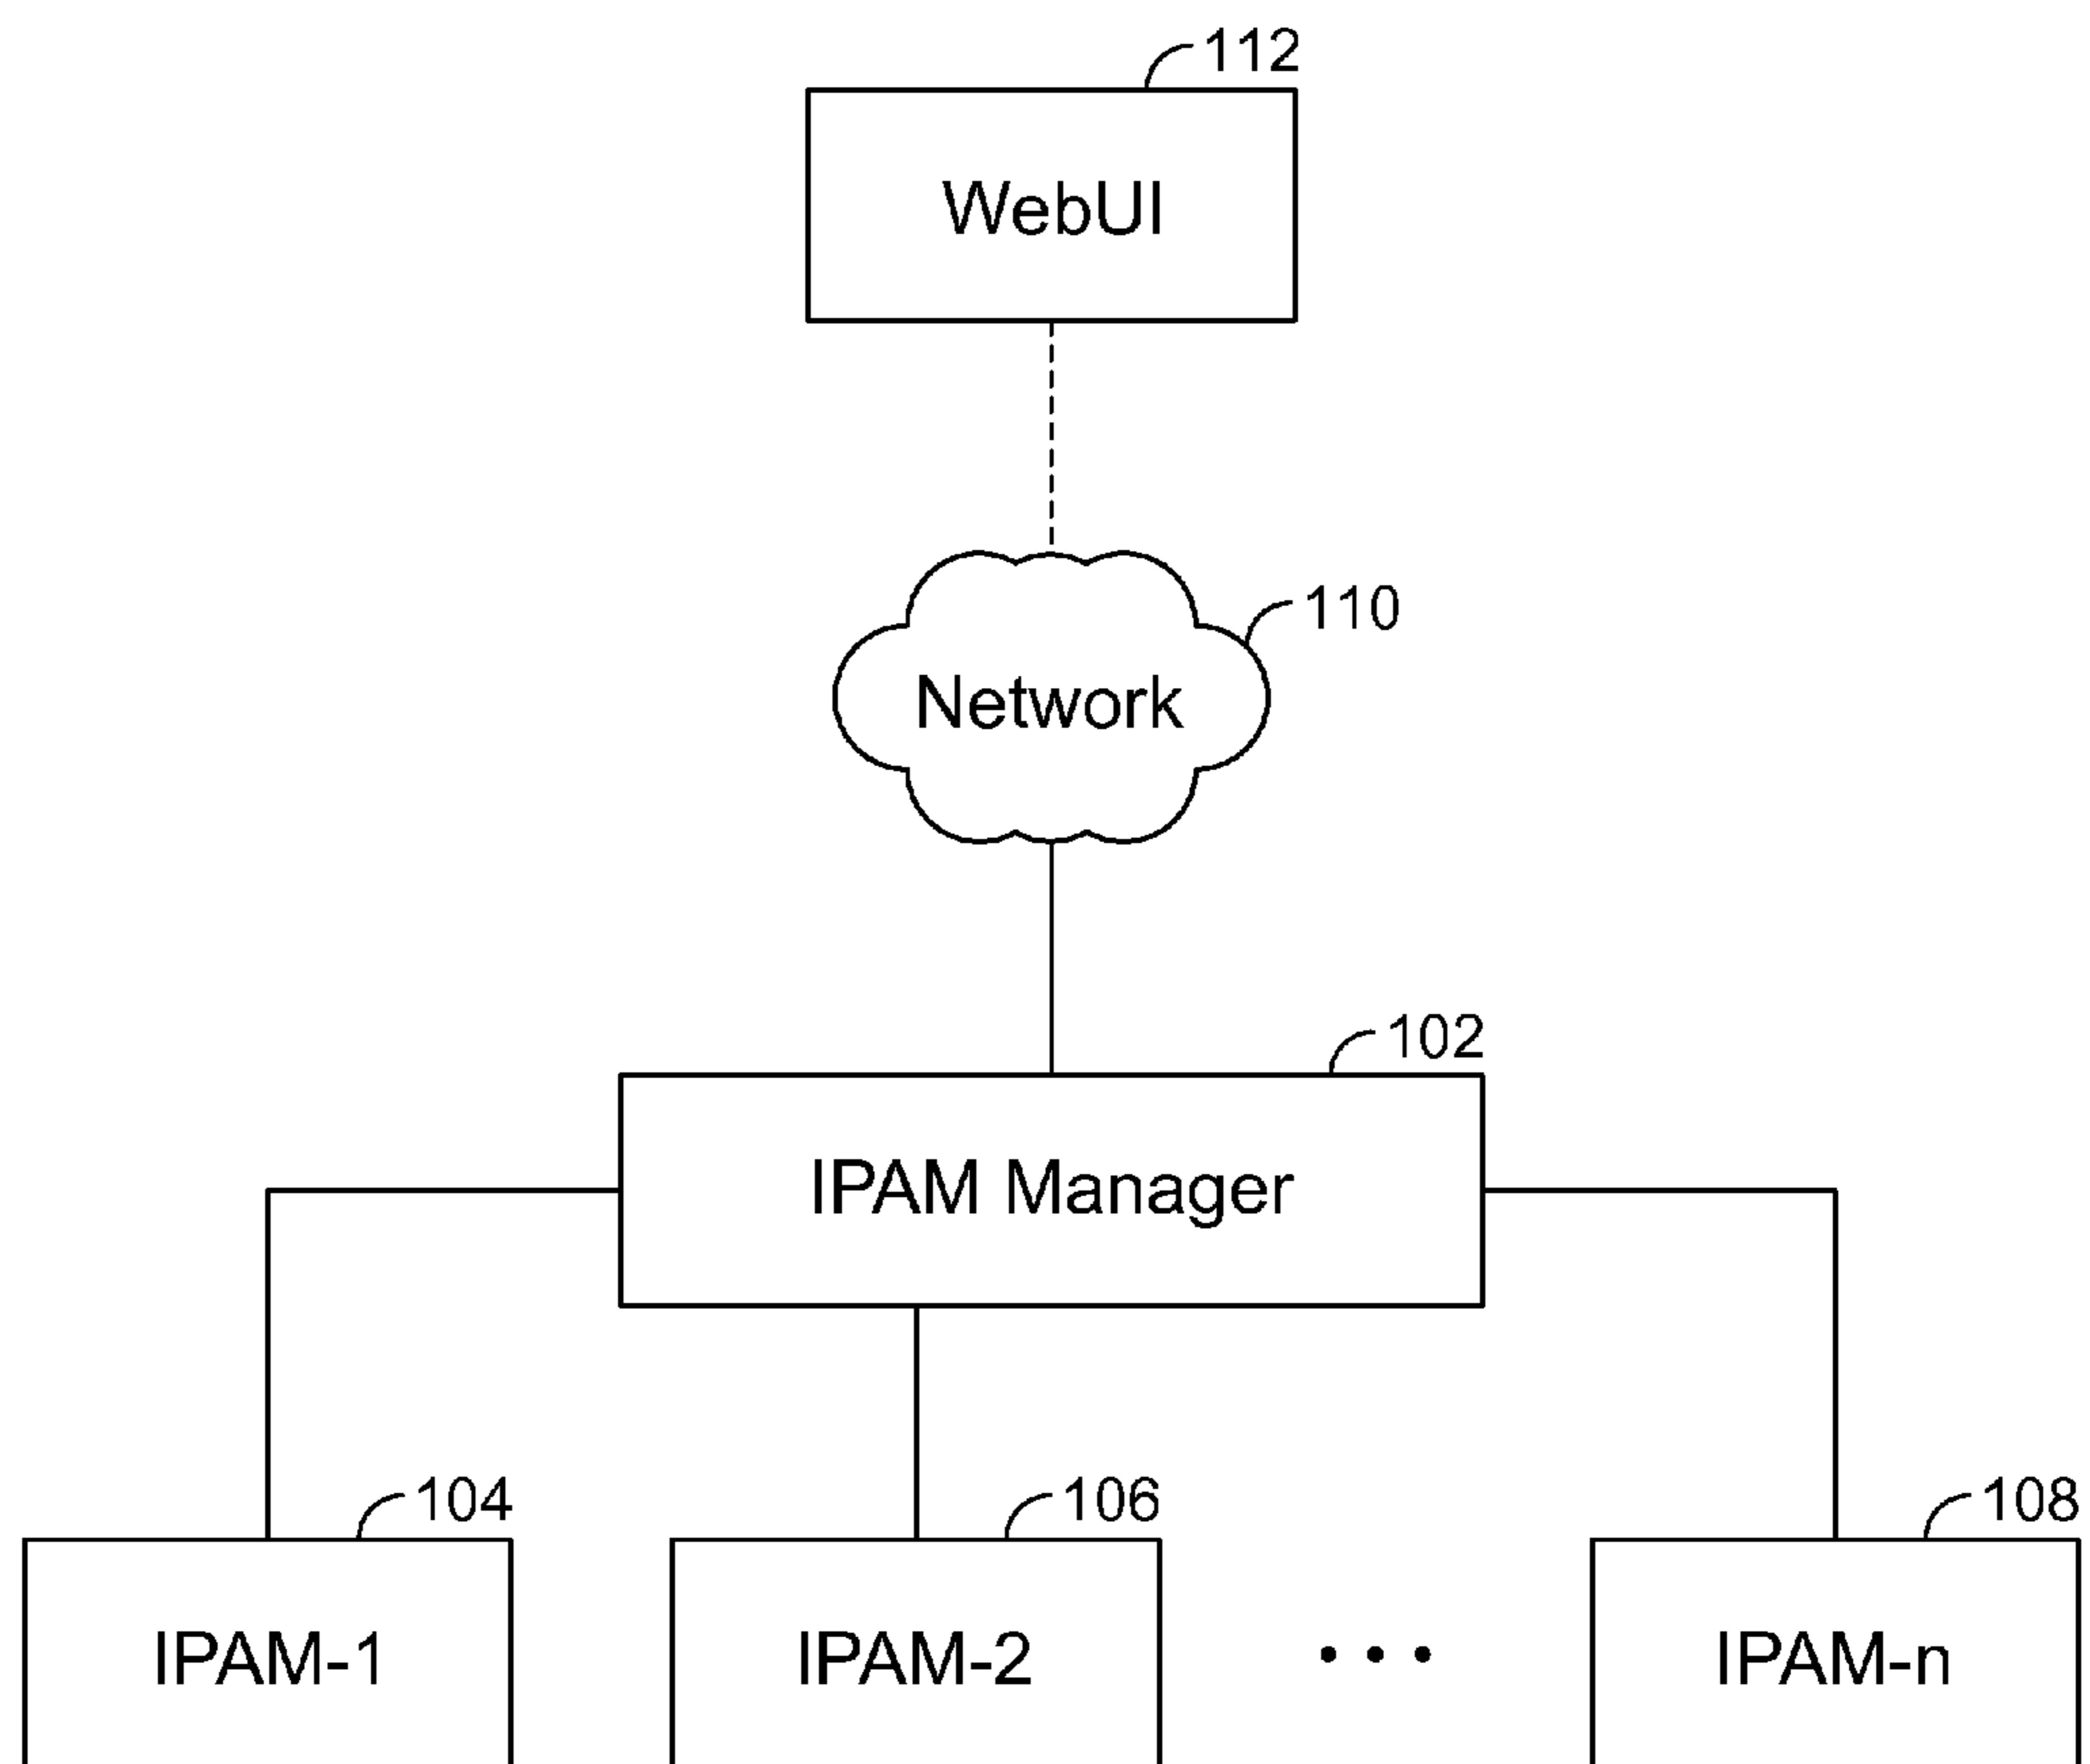 112
WebUI
110
Network
102
IPAM Manager
104
106
108
IPAM-1
IPAM-2
• • •
IPAM-n